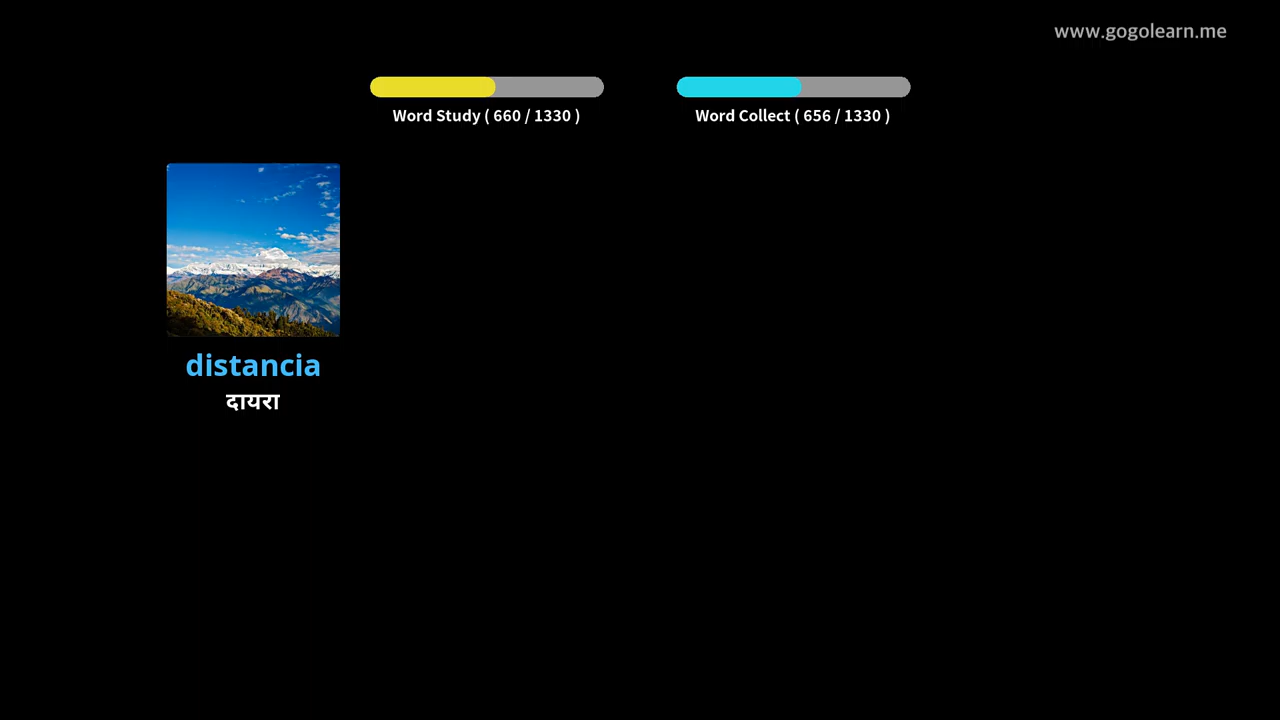 www.gogolearn.me
Word Study ( 660 / 1330 )
Word Collect ( 656 / 1330 )
distancia
दायरा